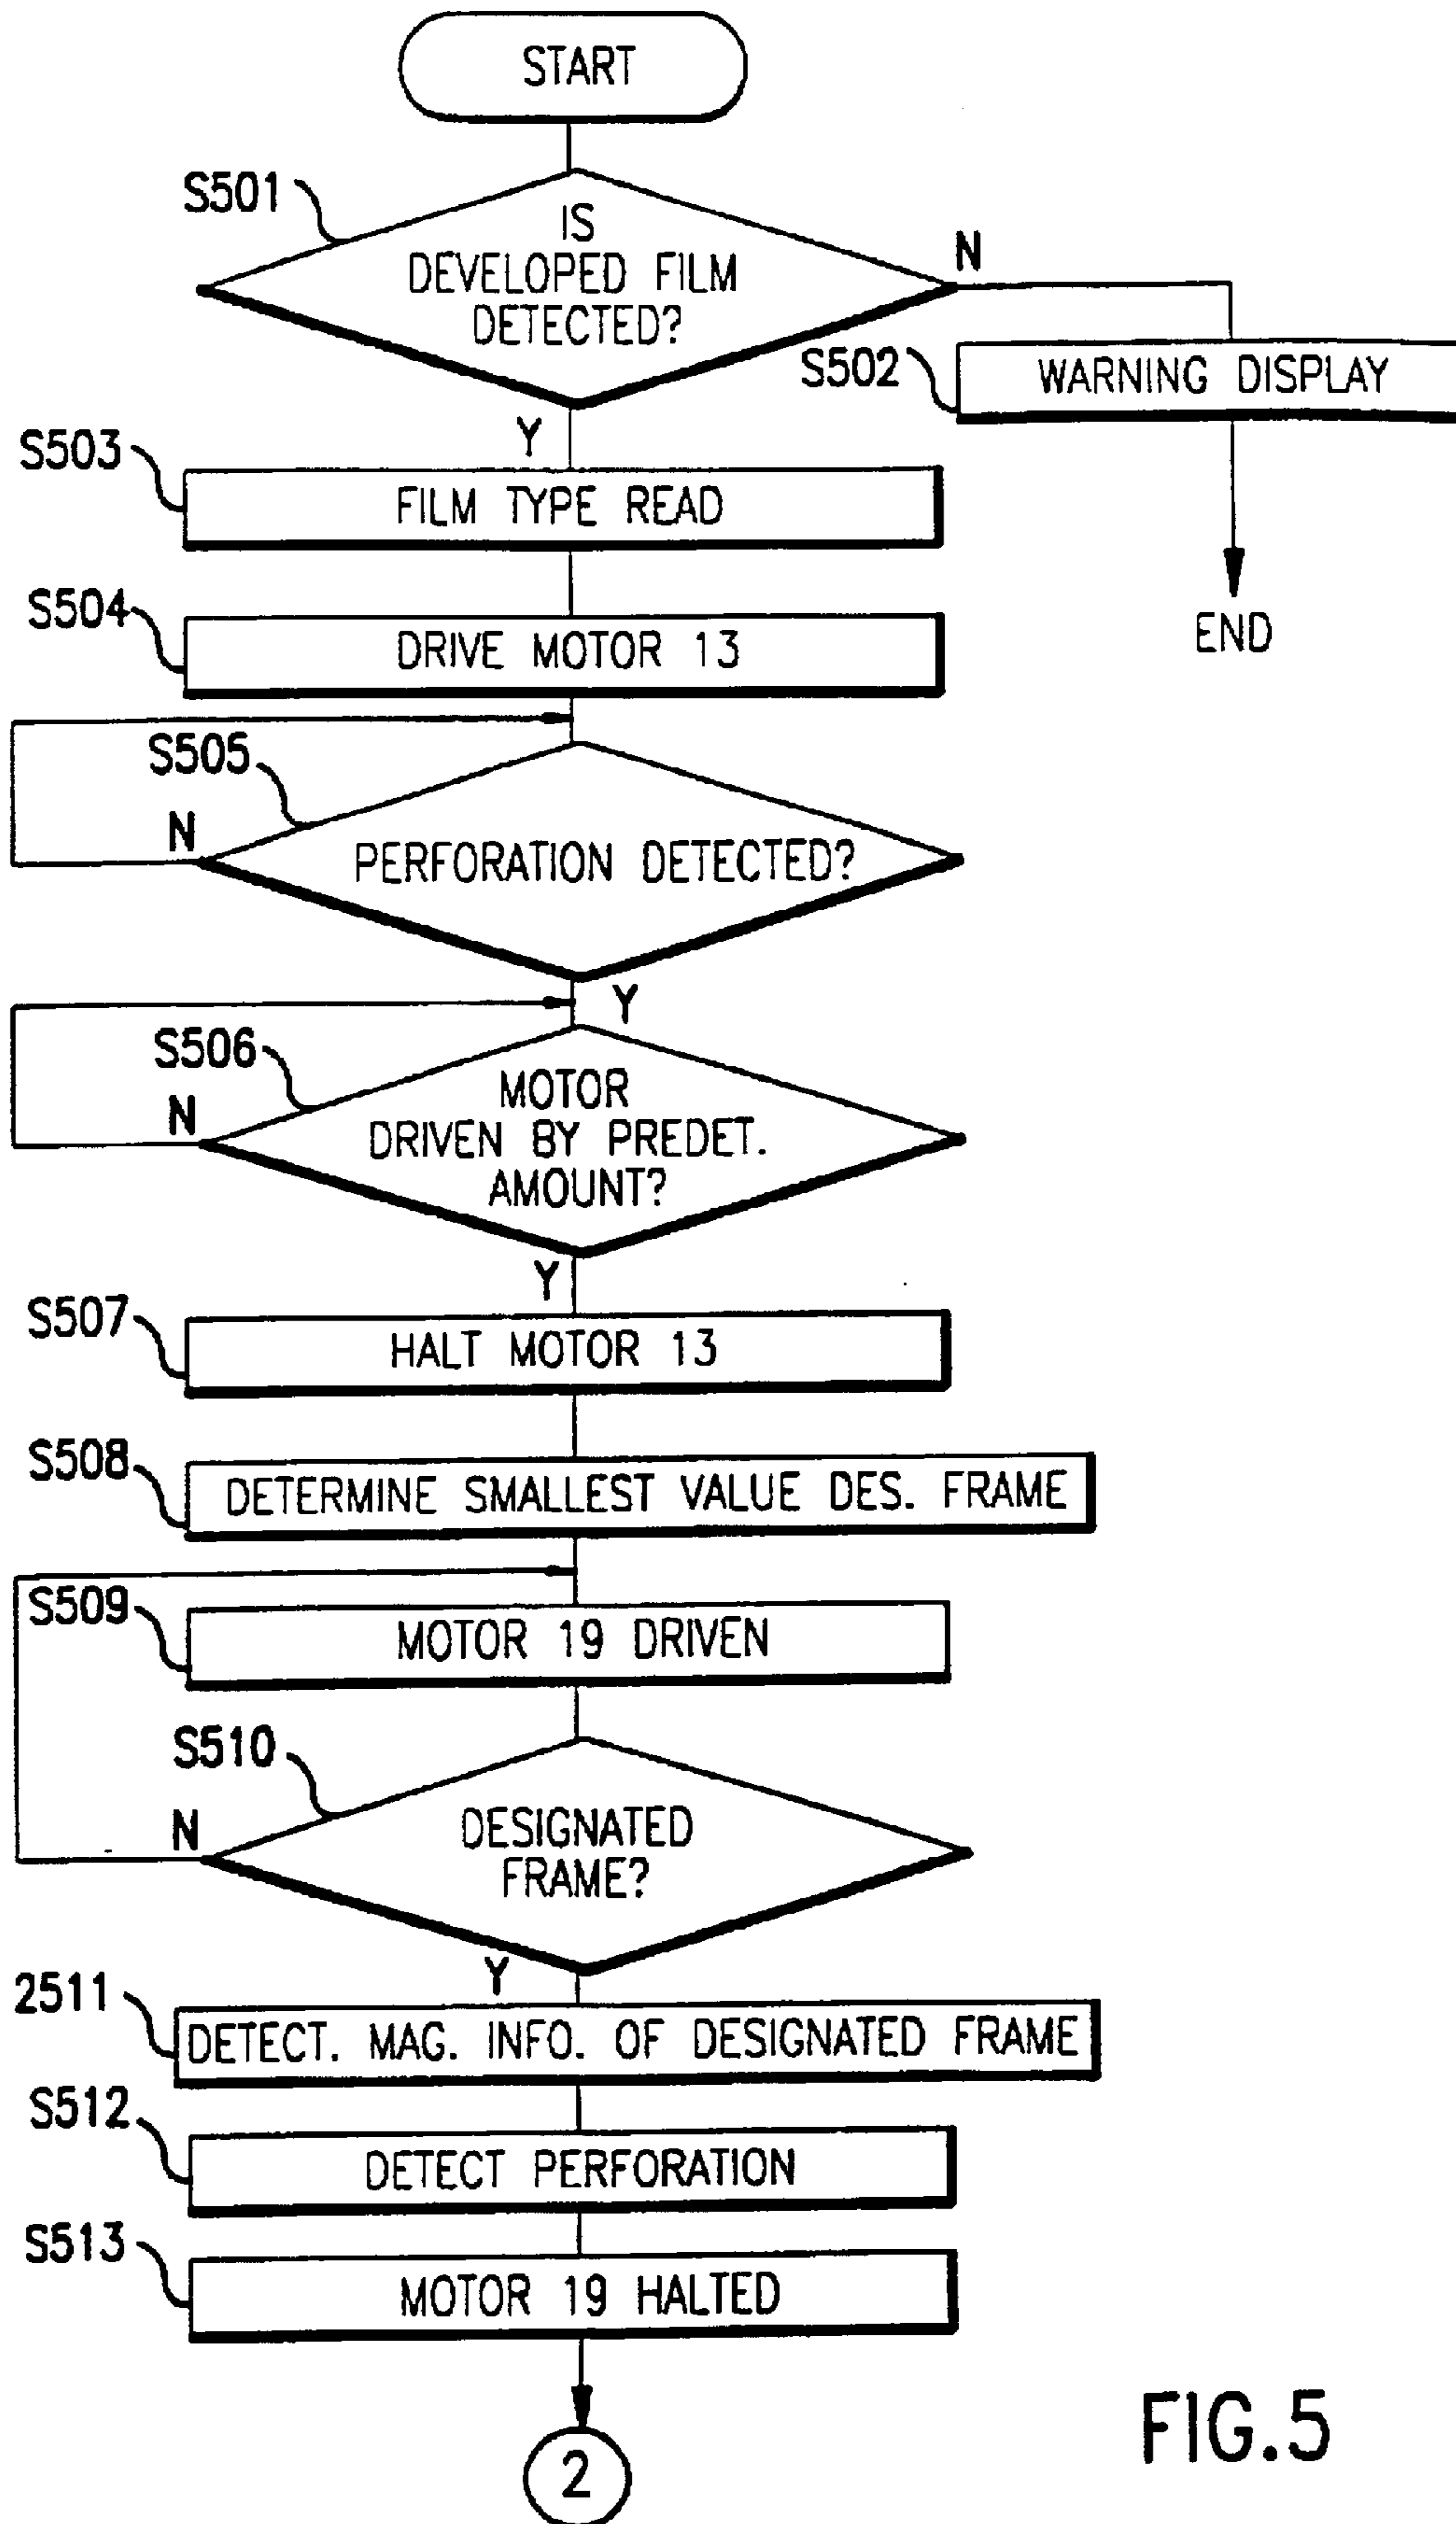 START
S501
IS
DEVELOPED FILM
DETECTED?
N
S502
WARNING DISPLAY
END
Y
S503
FILM TYPE READ
S504
DRIVE MOTOR 13
S505
N
PERFORATION DETECTED?
Y
S506
N
MOTOR
DRIVEN BY PREDET.
AMOUNT?
Y
S507
HALT MOTOR 13
S508
DETERMINE SMALLEST VALUE DES. FRAME
S509
MOTOR 19 DRIVEN
S510
N
DESIGNATED
FRAME?
Y
2511
DETECT. MAG. INFO. OF DESIGNATED FRAME
S512
DETECT PERFORATION
S513
MOTOR 19 HALTED
2
FIG.5